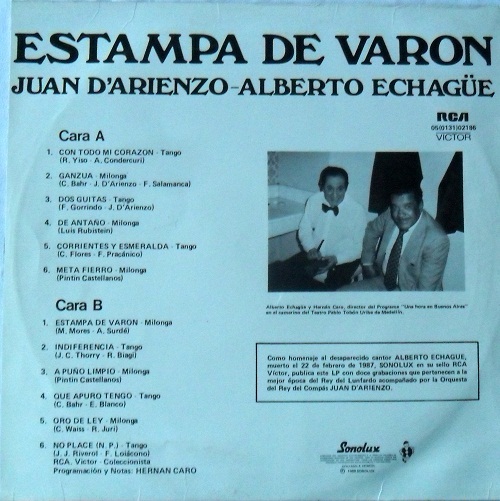 ESTAMPA DE VARON
JUAN D'ARIENZO-ALBERTO ECHAGÜE
RCA
05(0131)02186
VICTOR
Cara A
1. CON TODO MI CORAZON - Tango
(R. Yiso - A. Condercuri)
2. GANZUA - Milonga
(C. Bahr - J. D'Arienzo - F. Salamanca)
3. DOS GUITAS - Tango
(F. Gorrindo - J. D'Arienzo)
4. DE ANTAÑO - Milonga
(Luis Rubistein)
5. CORRIENTES Y ESMERALDA - Tango
(C. Flores - F. Pracánico)
6. META FIERRO - Milonga
(Pintin Castellanos)
Cara B
1. ESTAMPA DE VARON - Milonga
(M. Mores - A. Surdé)
2. INDIFERENCIA - Tango
(J. C. Thorry - R. Biagi)
3. A PUÑO LIMPIO - Milonga
(Pintin Castellanos)
4. QUE APURO TENGO - Tango
(C. Bahr - E. Blanco)
5. ORO DE LEY - Milonga
(C. Waiss - R. Juri)
6. NO PLACE (N. P.) - Tango
(J. J. Riverol - F. Loiácono)
RCA. Victor - Coleccionista
Programación y Notas: HERNAN CARO
Alberto Echagüe y Hernán Caro, director del Programa "Una hora en Buenos Aires"
en el camerino del Teatro Pablo Tobón Uribe de Medellín.
Como homenaje al desaparecido cantor ALBERTO ECHAGUE,
muerto el 22 de febrero de 1987, SONOLUX en su sello RCA
Víctor, publica este LP con doce grabaciones que pertenecen a la
mejor época del Rey del Lunfardo acompañado por la Orquesta
del Rey del Compás JUAN D'ARIENZO.
Sonolux